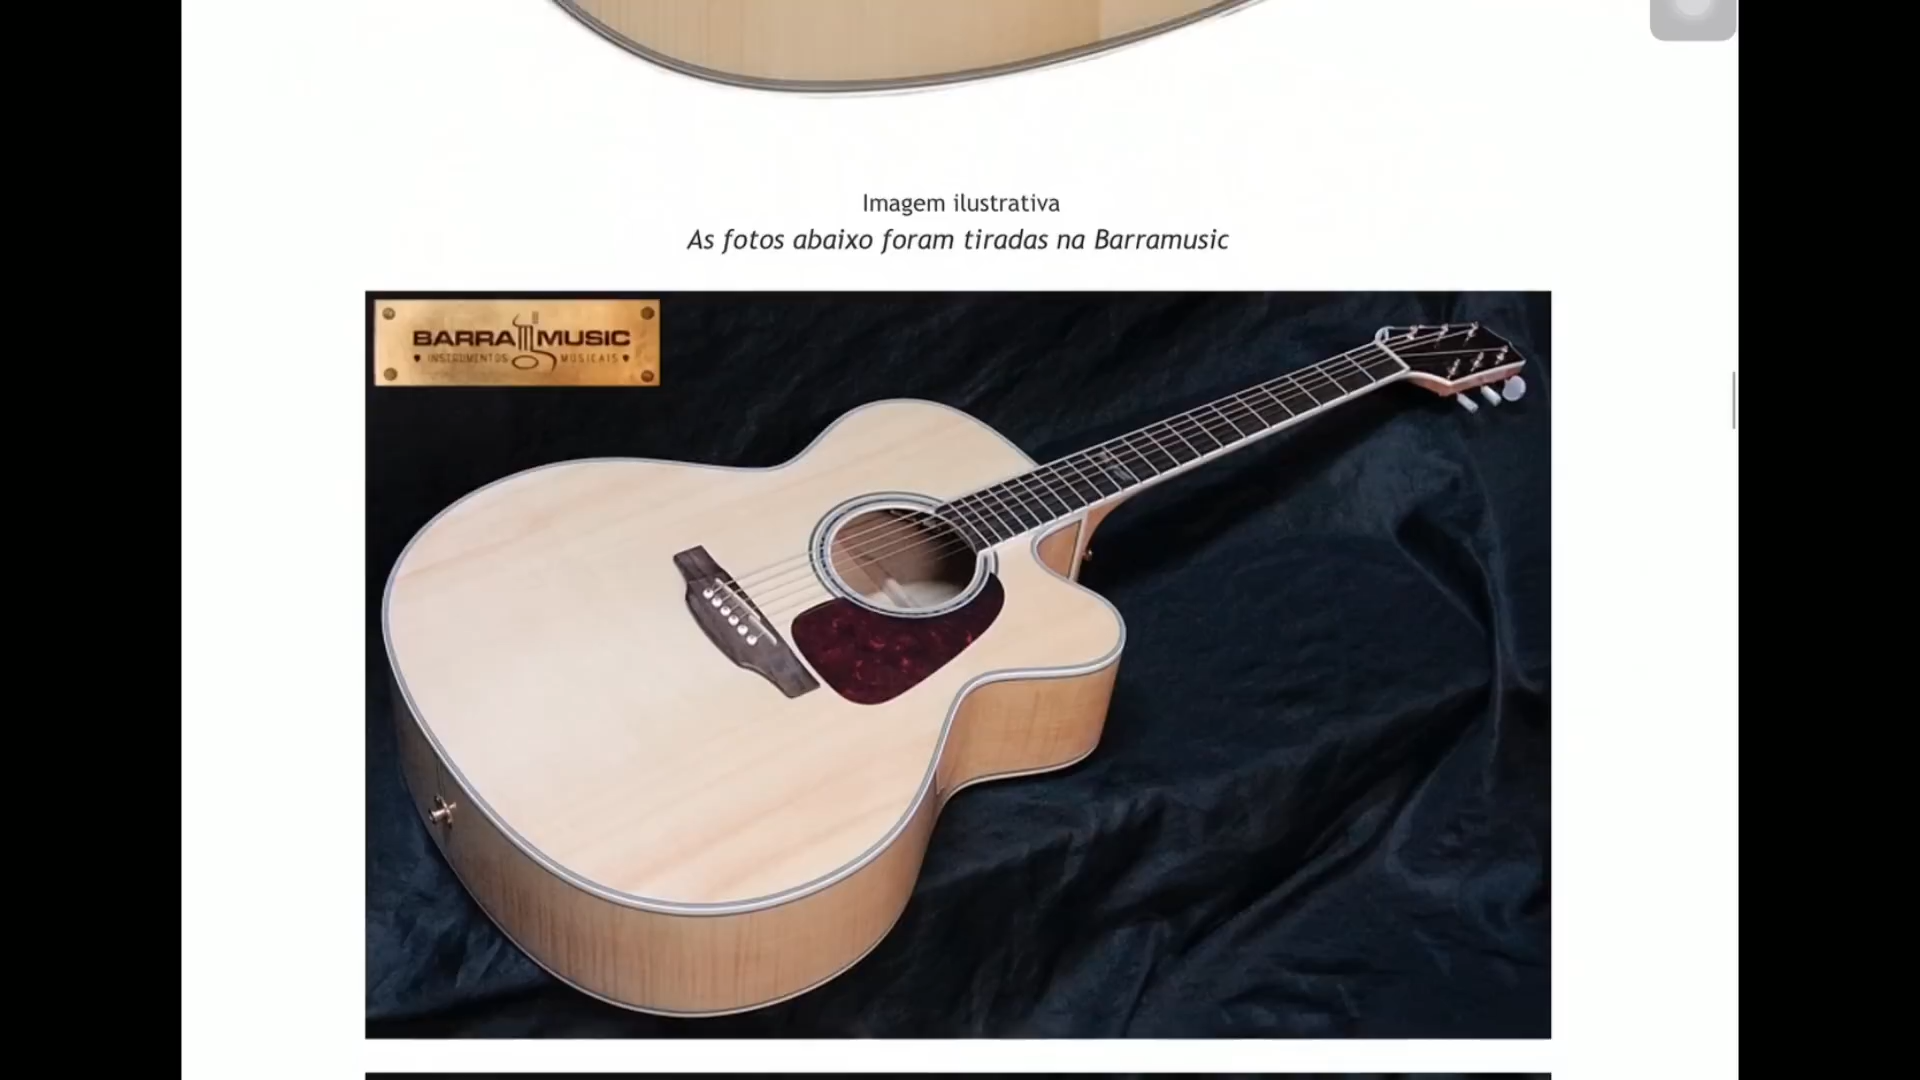 Imagem ilustrativa
As fotos abaixo foram tiradas na Barramusic
BARRA MUSIC
INSTRUMENTOS MUSICAIS